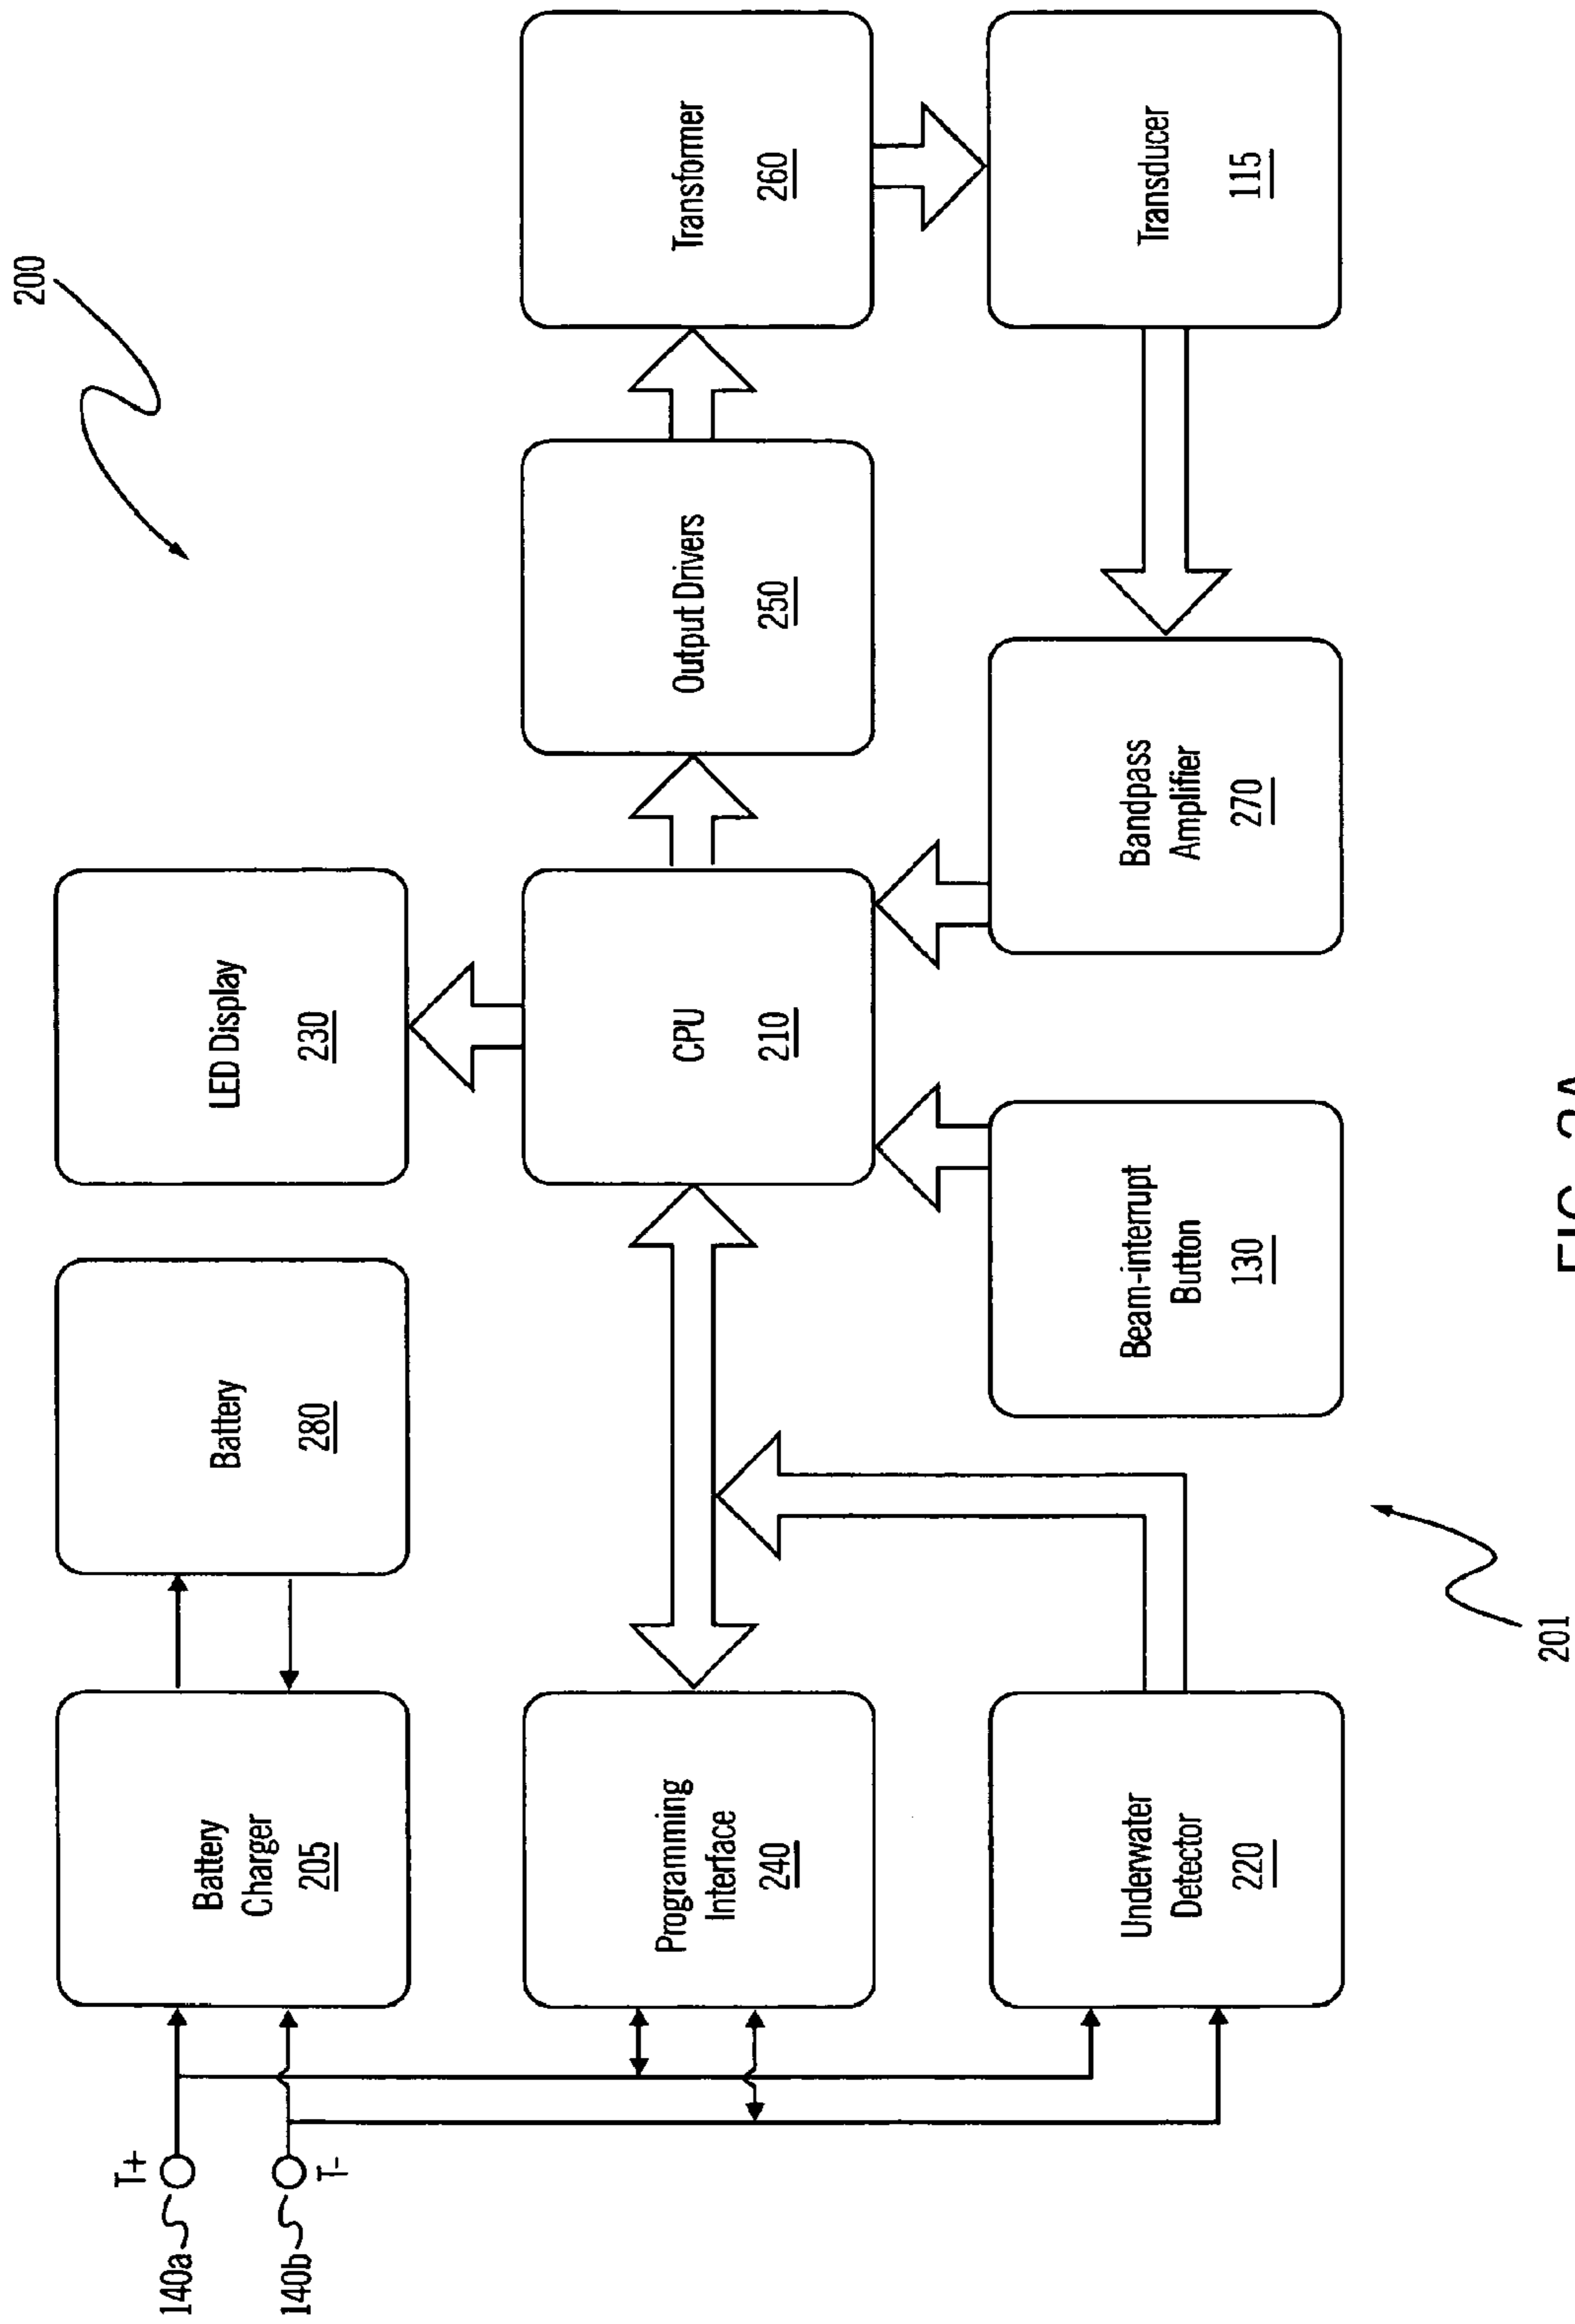 200
T+
140a
140b
T-
Battery
Charger
205
Battery
280
LED Display
230
Programming
Interface
240
CPU
210
Output Drivers
250
Transformer
260
Underwater
Detector
220
Beam-interrupt
Button
130
Bandpass
Amplifier
270
Transducer
115
201